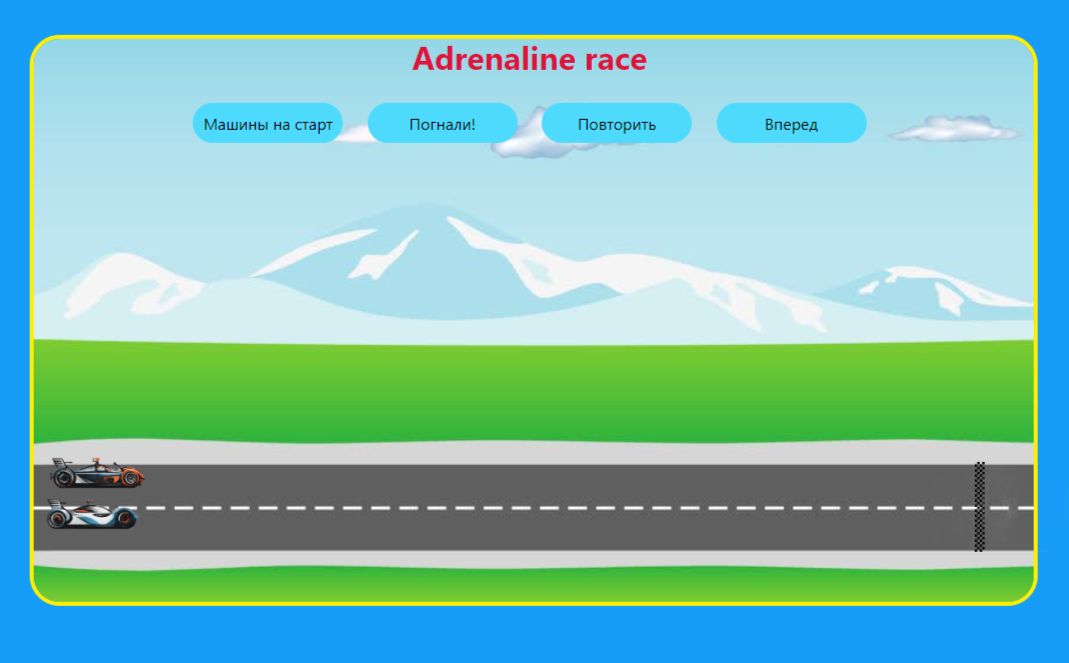 Adrenaline race
Машины на старт
Погнали!
Повторить
Вперед